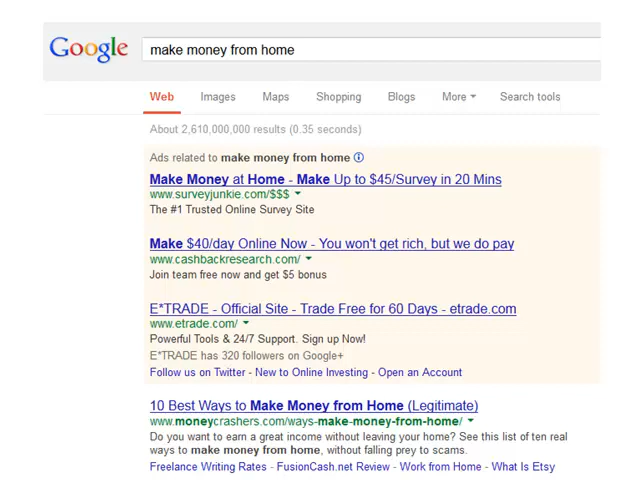 Google
make money from home
Web Images Maps Shopping Blogs More Search tools
About 2,610,000,000 results (0.35 seconds)
Ads related to make money from home
Make Money at Home - Make Up to $45/Survey in 20 Mins
www.surveyjunkie.com/$$$
The #1 Trusted Online Survey Site
Make $40/day Online Now - You won't get rich, but we do pay
www.cashbackresearch.com/
Join team free now and get $5 bonus
E*TRADE - Official Site - Trade Free for 60 Days - etrade.com
www.etrade.com/
Powerful Tools & 24/7 Support. Sign up Now!
E*TRADE has 320 followers on Google+
Follow us on Twitter - New to Online Investing - Open an Account
10 Best Ways to Make Money from Home (Legitimate)
www.moneycrashers.com/ways-make-money-from-home/
Do you want to earn a great income without leaving your home? See this list of ten real
ways to make money from home, without falling prey to scams.
Freelance Writing Rates - FusionCash.net Review - Work from Home - What Is Etsy